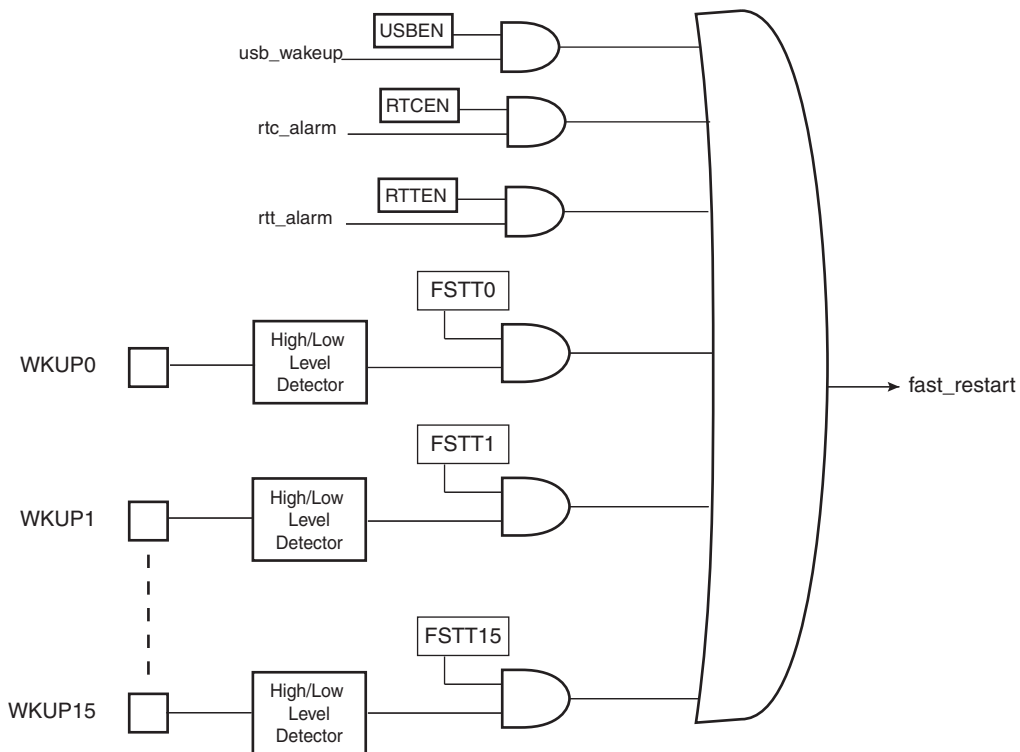 USBEN
usb_wakeup
RTCEN
rtc_alarm
RTTEN
rtt_alarm
FSTT0
High/Low
Level
Detector
WKUP0
fast_restart
FSTT1
High/Low
Level
Detector
WKUP1
FSTT15
High/Low
Level
Detector
WKUP15